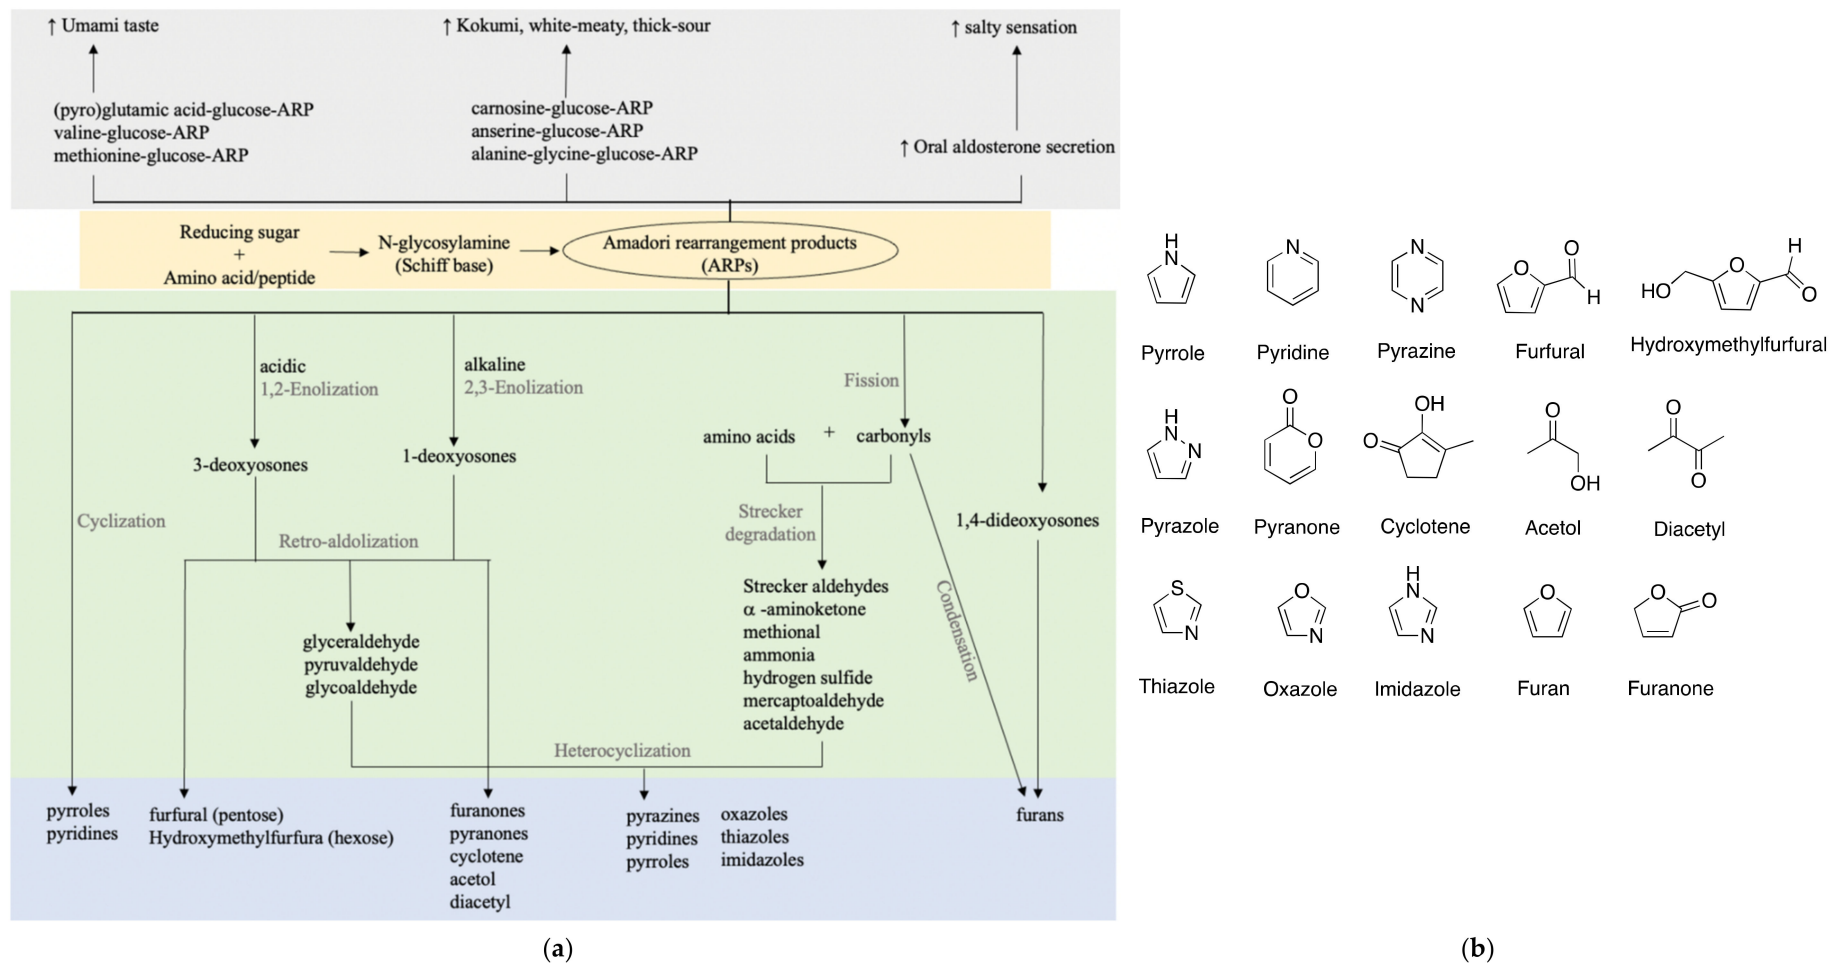 ↑ Umami taste
↑ Kokumi, white-meaty, thick-sour
↑ salty sensation
(pyro)glutamic acid-glucose-ARP
valine-glucose-ARP
methionine-glucose-ARP
carnosine-glucose-ARP
anserine-glucose-ARP
alanine-glycine-glucose-ARP
↑ Oral aldosterone secretion
Reducing sugar
+
Amino acid/peptide
N-glycosylamine
(Schiff base)
Amadori rearrangement products
(ARPs)
acidic
1,2-Enolization
alkaline
2,3-Enolization
Fission
amino acids + carbonyls
3-deoxyosones
1-deoxyosones
Cyclization
Retro-aldolization
Strecker
degradation
1,4-dideoxyosones
Condensation
glyceraldehyde
pyruvaldehyde
glycoaldehyde
Strecker aldehydes
α -aminoketone
methional
ammonia
hydrogen sulfide
mercaptoaldehyde
acetaldehyde
Heterocyclization
pyrroles
pyridines
furfural (pentose)
Hydroxymethylfurfura (hexose)
furanones
pyranones
cyclotene
acetol
diacetyl
pyrazines
pyridines
pyrroles
oxazoles
thiazoles
imidazoles
furans
(a)
H
N
Pyrrole
N
Pyridine
N
N
Pyrazine
O
O
H
Furfural
HO
O
H
O
Hydroxymethylfurfural
H
N
N
Pyrazole
O
O
Pyranone
OH
O
Cyclotene
O
OH
Acetol
O
O
Diacetyl
S
N
Thiazole
O
N
Oxazole
H
N
N
Imidazole
O
Furan
O
O
Furanone
(b)